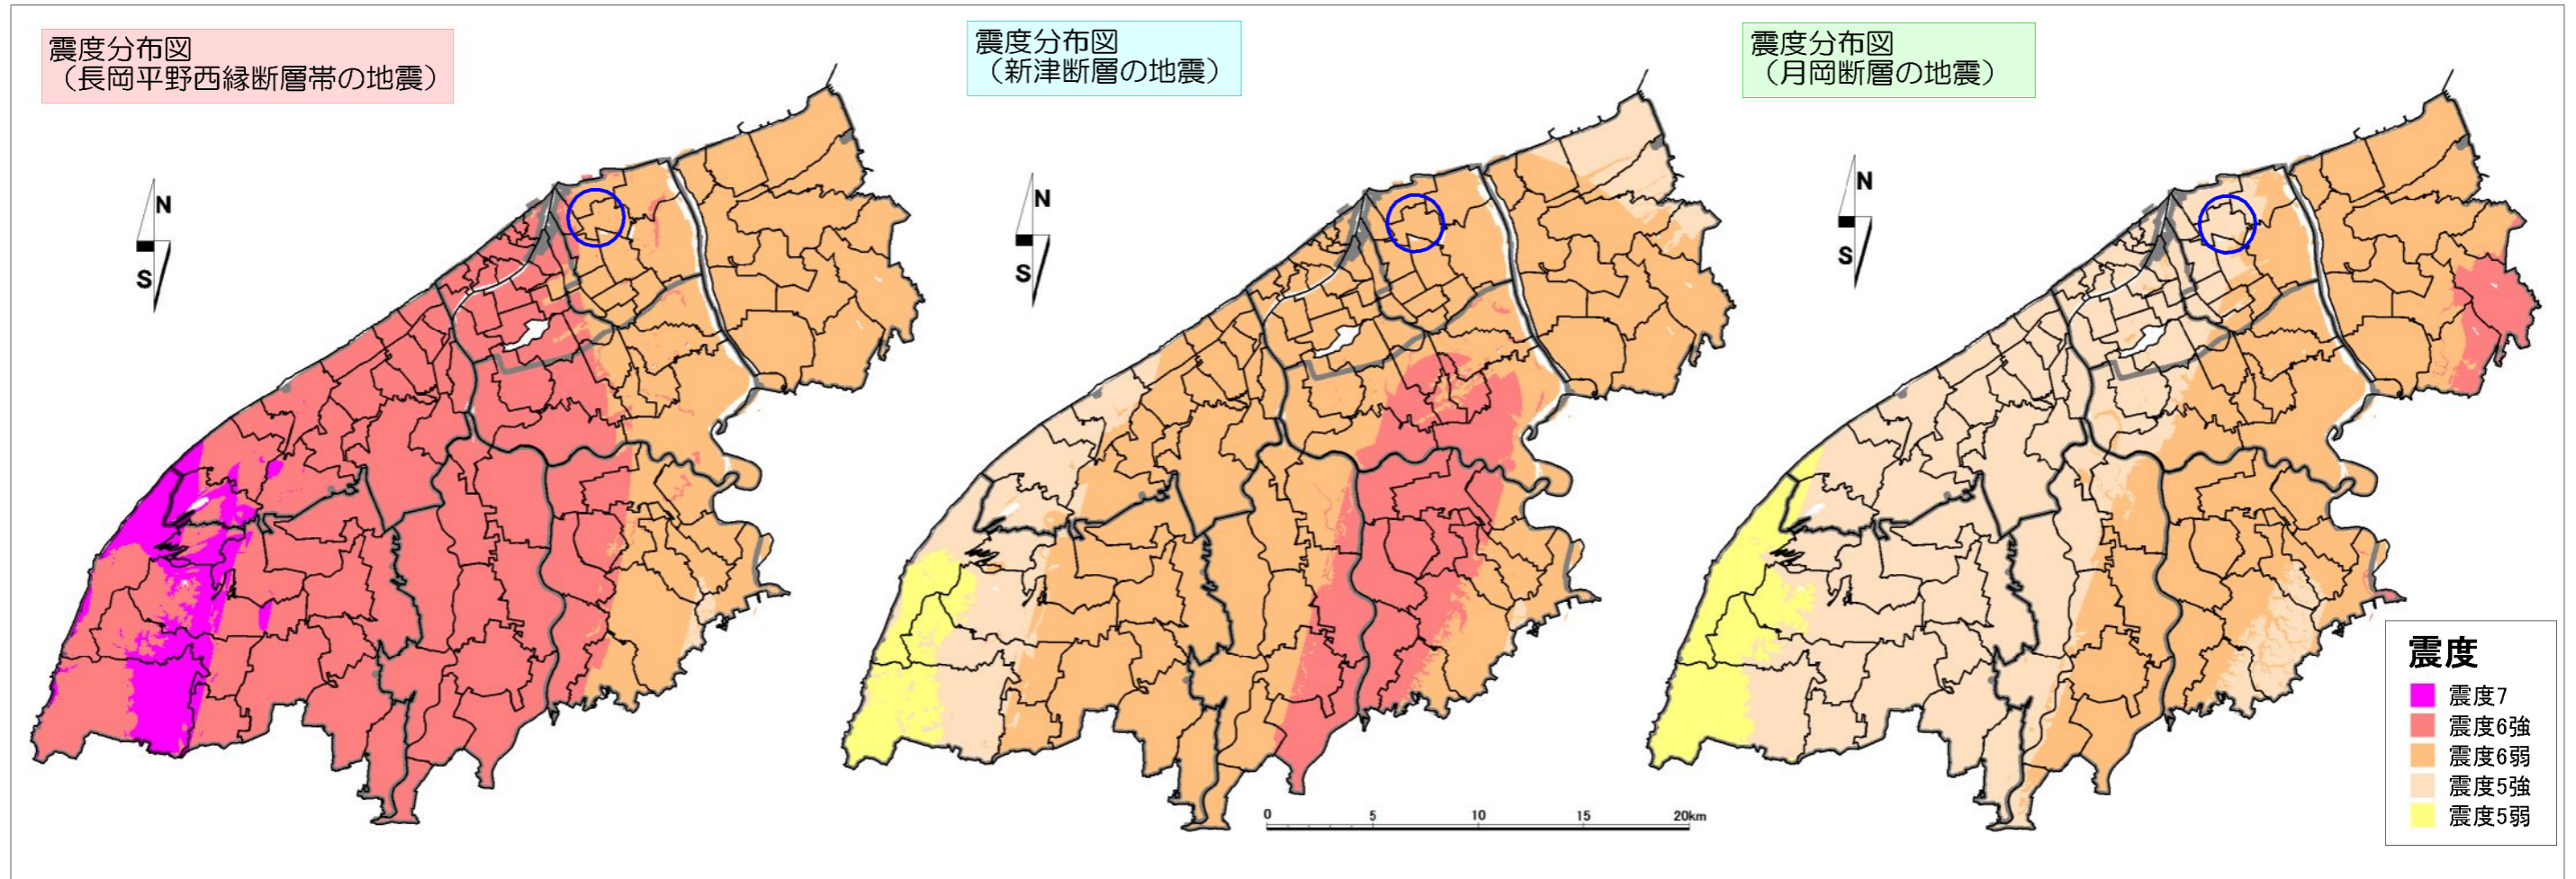 震度分布図
（長岡平野西縁断層帯の地震）
震度分布図
（新津断層の地震）
震度分布図
（月岡断層の地震）
N
S
N
S
N
S
0 5 10 15 20km
震度
震度7
震度6強
震度6弱
震度5強
震度5弱